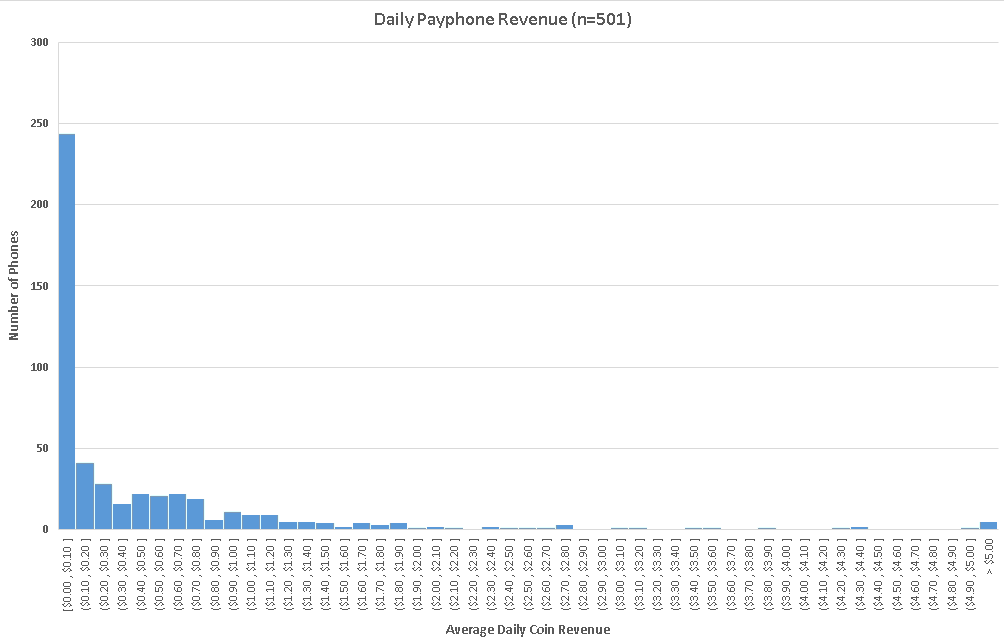 Daily Payphone Revenue (n=501)
300
250
200
150
100
50
0
Number of Phones
[$0.00 , $0.10 ]
($0.10 , $0.20 ]
($0.20 , $0.30 ]
($0.30 , $0.40 ]
($0.40 , $0.50 ]
($0.50 , $0.60 ]
($0.60 , $0.70 ]
($0.70 , $0.80 ]
($0.80 , $0.90 ]
($0.90 , $1.00 ]
($1.00 , $1.10 ]
($1.10 , $1.20 ]
($1.20 , $1.30 ]
($1.30 , $1.40 ]
($1.40 , $1.50 ]
($1.50 , $1.60 ]
($1.60 , $1.70 ]
($1.70 , $1.80 ]
($1.80 , $1.90 ]
($1.90 , $2.00 ]
($2.00 , $2.10 ]
($2.10 , $2.20 ]
($2.20 , $2.30 ]
($2.30 , $2.40 ]
($2.40 , $2.50 ]
($2.50 , $2.60 ]
($2.60 , $2.70 ]
($2.70 , $2.80 ]
($2.80 , $2.90 ]
($2.90 , $3.00 ]
($3.00 , $3.10 ]
($3.10 , $3.20 ]
($3.20 , $3.30 ]
($3.30 , $3.40 ]
($3.40 , $3.50 ]
($3.50 , $3.60 ]
($3.60 , $3.70 ]
($3.70 , $3.80 ]
($3.80 , $3.90 ]
($3.90 , $4.00 ]
($4.00 , $4.10 ]
($4.10 , $4.20 ]
($4.20 , $4.30 ]
($4.30 , $4.40 ]
($4.40 , $4.50 ]
($4.50 , $4.60 ]
($4.60 , $4.70 ]
($4.70 , $4.80 ]
($4.80 , $4.90 ]
($4.90 , $5.00 ]
> $5.00
Average Daily Coin Revenue